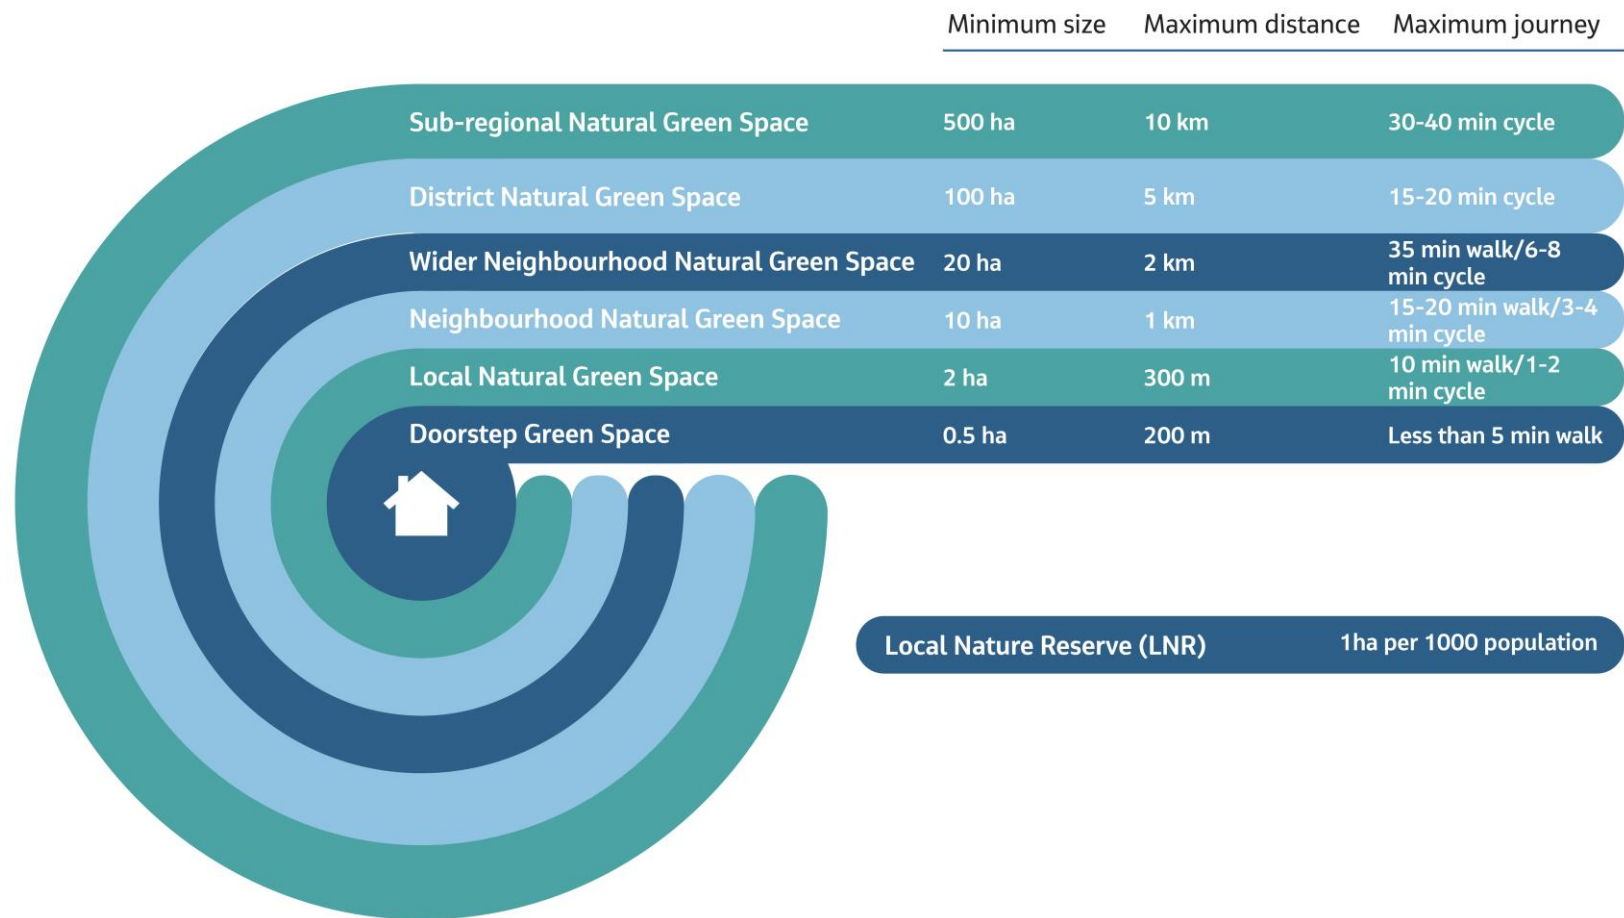 Minimum size Maximum distance Maximum journey
Sub-regional Natural Green Space 500 ha 10 km 30-40 min cycle
District Natural Green Space 100 ha 5 km 15-20 min cycle
Wider Neighbourhood Natural Green Space 20 ha 2 km 35 min walk/6-8
min cycle
Neighbourhood Natural Green Space 10 ha 1 km 15-20 min walk/3-4
min cycle
Local Natural Green Space 2 ha 300 m 10 min walk/1-2
min cycle
Doorstep Green Space 0.5 ha 200 m Less than 5 min walk
Local Nature Reserve (LNR) 1ha per 1000 population